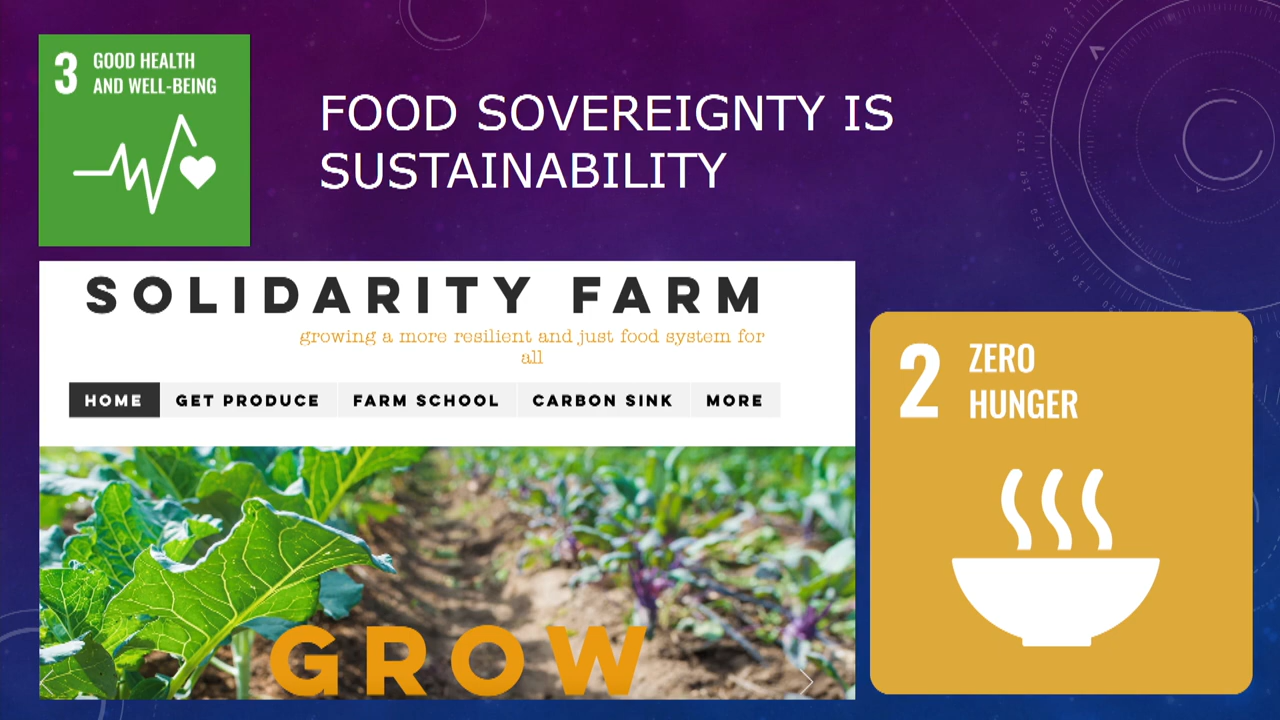 3 GOOD HEALTH
AND WELL-BEING
FOOD SOVEREIGNTY IS
SUSTAINABILITY
SOLIDARITY FARM
growing a more resilient and just food system for
all
HOME GET PRODUCE FARM SCHOOL CARBON SINK MORE
GROW
2 ZERO
HUNGER